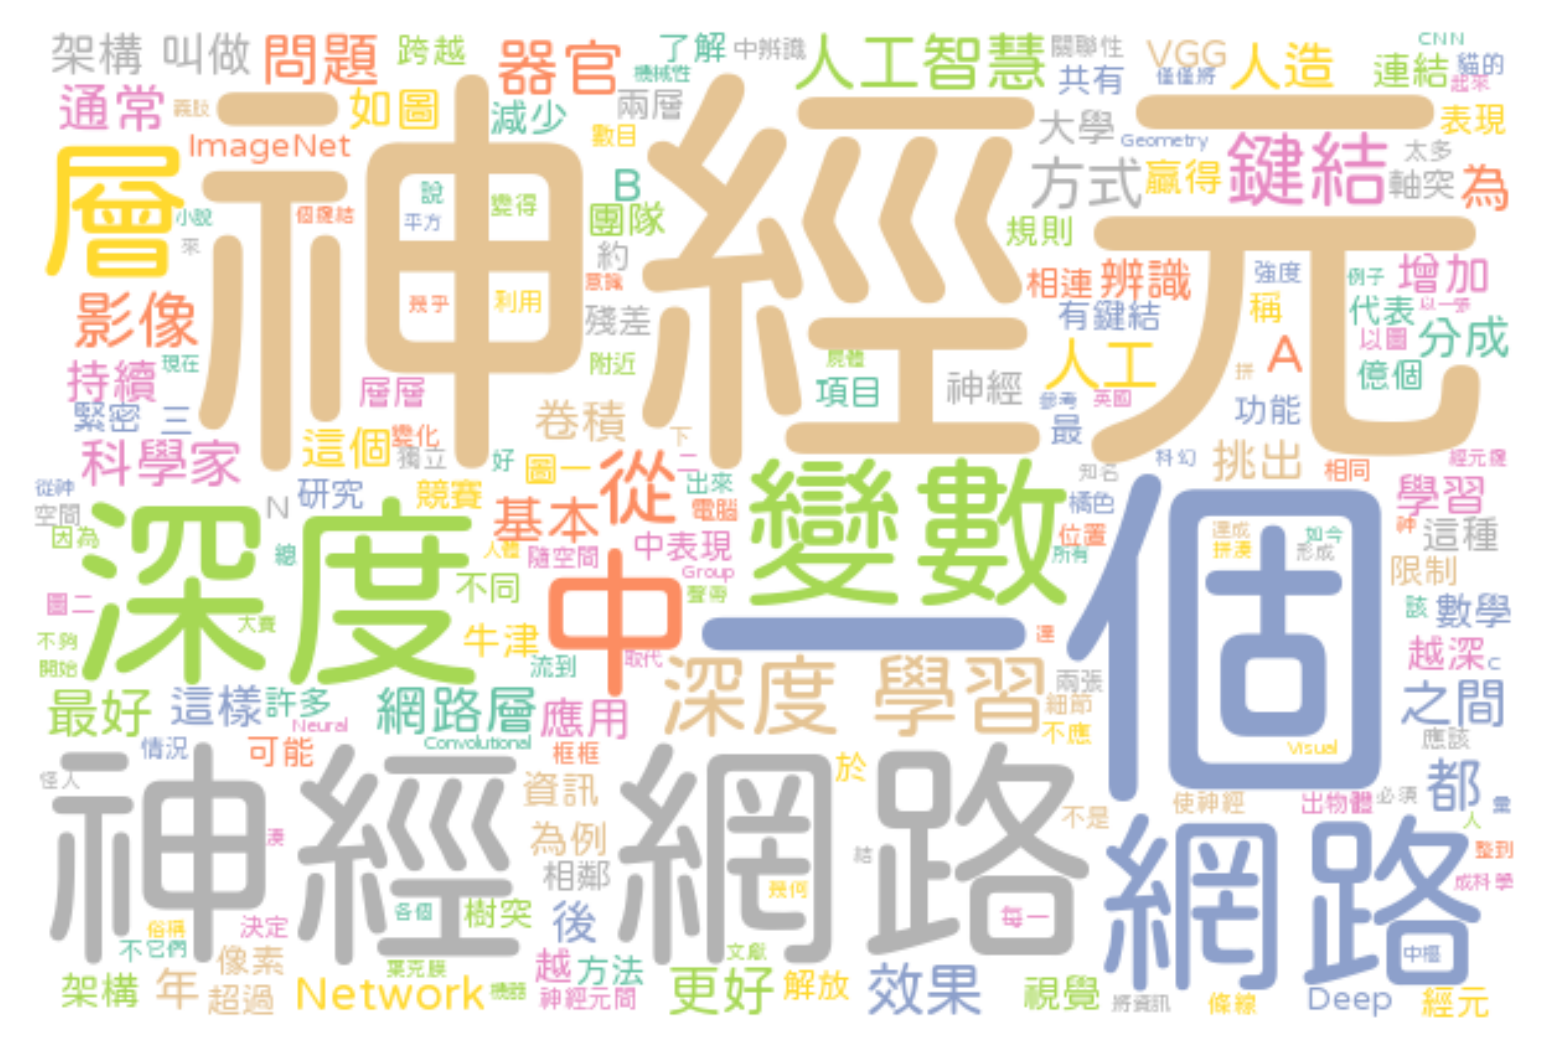 架構 叫做 問題 跨越 器官 了解 中辨識 人工智慧 關聯性 VGG 人造 CNN
機械性 共有 僅僅將 連結 貓的 起來
通常 如圖 減少 兩層 大學 表現
ImageNet 數目 Geometry 鍵結 太多
層 神經元 方式 贏得 軸突 為
說 變得 B
小說 個鍵結 平方 團隊 規則
來 約 相連 辨識 強度 例子 增加
影像 幾乎 利用 意識 殘差 有鍵結 稱 代表 以一張
附近 屍體 人工 A 以圖 分成
持續 現在 層層 項目 神經 拼 億個
緊密 三 卷積 參考 英國 功能
科學家 這個 變化 獨立 下 最 挑出
好 圖一 從 二 出來 變數 知名 科幻 相同 經元鍵
從神 空間 N 研究 競賽 基本 電腦 個 橘色 學習
因為 深度 總 人體 隨空間 中表現 位置 達成 如今 神 這種
拼湊 形成 所有
圖二 不同 中 Group 聲帶 一 限制
大賽 該 數學
不夠 牛津 達
開始 流到 取代 深度 學習 兩張 越深 C
最好 這樣 許多 網路層 應用 細節 之間
Neural Convolutional 不應 應該
情況 可能 框框 Visual
怪人 神經網路 資訊 於 使神經 出物體 必須 都 量
湊 為例 不是 網路 人
相鄰 結 整到
幾何 成科學
俗稱 決定 各個 樹突 後 每一
不它們 文獻 中樞
像素 葉克膜 越 方法
架構 年 超過 Network 機器 神經元間 更好 解放 效果 視覺 將資訊 條線 Deep 經元